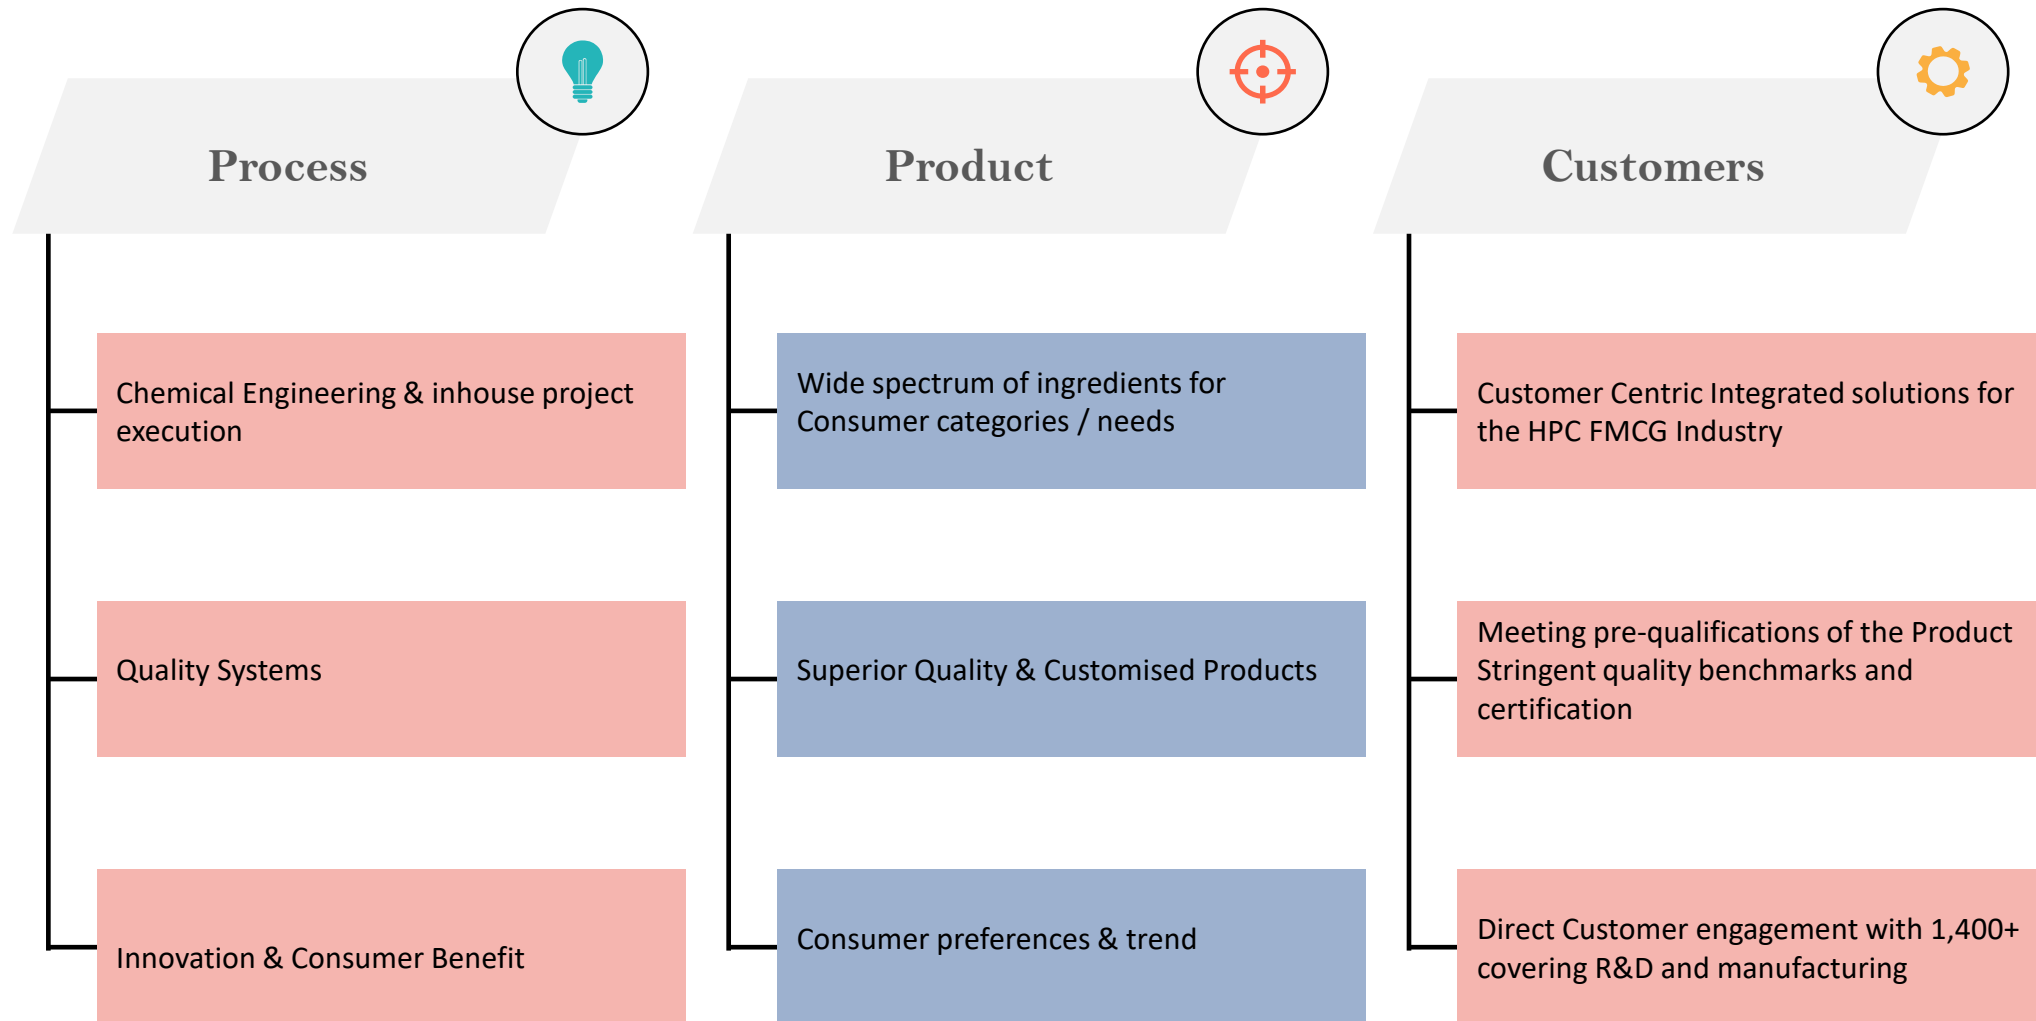 Process
Chemical Engineering & inhouse project
execution
Quality Systems
Innovation & Consumer Benefit
Product
Wide spectrum of ingredients for
Consumer categories / needs
Superior Quality & Customised Products
Consumer preferences & trend
Customers
Customer Centric Integrated solutions for
the HPC FMCG Industry
Meeting pre-qualifications of the Product
Stringent quality benchmarks and
certification
Direct Customer engagement with 1,400+
covering R&D and manufacturing